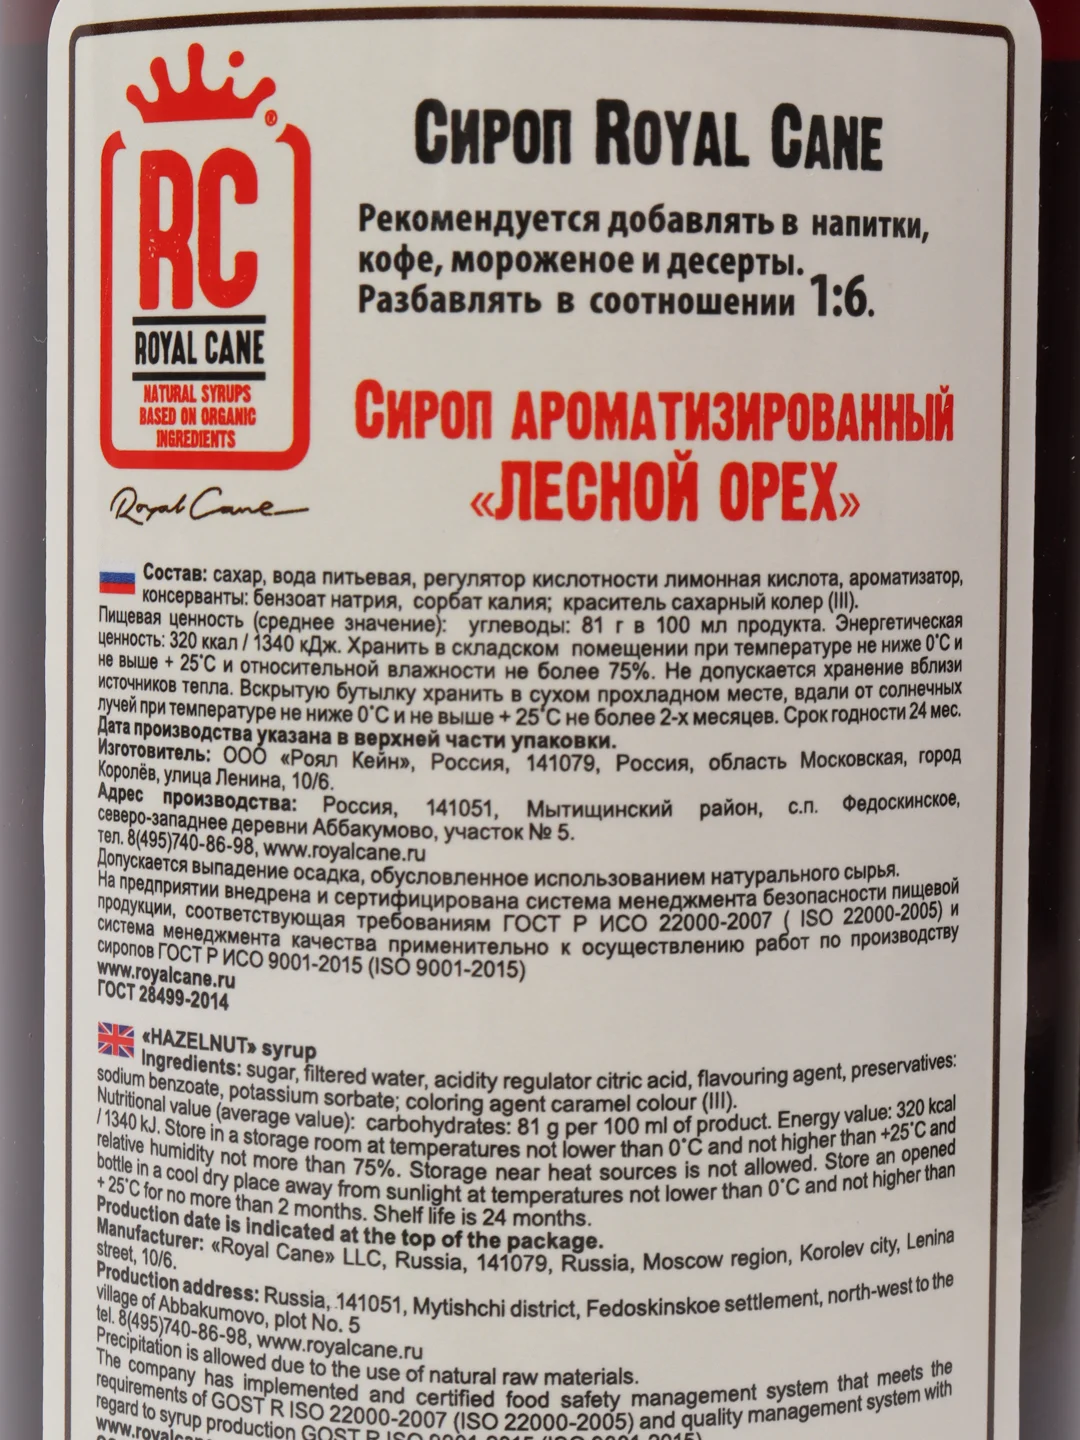 RC
®
ROYAL CANE
NATURAL SYRUPS
BASED ON ORGANIC
INGREDIENTS
Royal Cane
Сироп Royal Cane
Рекомендуется добавлять в напитки,
кофе, мороженое и десерты.
Разбавлять в соотношении 1:6.
Сироп ароматизированный
«ЛЕСНОЙ ОРЕХ»
Состав: сахар, вода питьевая, регулятор кислотности лимонная кислота, ароматизатор,
консерванты: бензоат натрия, сорбат калия; краситель сахарный колер (III).
Пищевая ценность (среднее значение): углеводы: 81 г в 100 мл продукта. Энергетическая
ценность: 320 ккал / 1340 кДж. Хранить в складском помещении при температуре не ниже 0°С и
не выше + 25°С и относительной влажности не более 75%. Не допускается хранение вблизи
источников тепла. Вскрытую бутылку хранить в сухом прохладном месте, вдали от солнечных
лучей при температуре не ниже 0°С и не выше + 25°С не более 2-х месяцев. Срок годности 24 мес.
Дата производства указана в верхней части упаковки.
Изготовитель: ООО «Роял Кейн», Россия, 141079, Россия, область Московская, город
Королёв, улица Ленина, 10/6.
Адрес производства: Россия, 141051, Мытищинский район, с.п. Федоскинское,
северо-западнее деревни Аббакумово, участок № 5.
тел. 8(495)740-86-98, www.royalcane.ru
Допускается выпадение осадка, обусловленное использованием натурального сырья.
На предприятии внедрена и сертифицирована система менеджмента безопасности пищевой
продукции, соответствующая требованиям ГОСТ Р ИСО 22000-2007 ( ISO 22000-2005) и
система менеджмента качества применительно к осуществлению работ по производству
сиропов ГОСТ Р ИСО 9001-2015 (ISO 9001-2015)
www.royalcane.ru
ГОСТ 28499-2014
«HAZELNUT» syrup
Ingredients: sugar, filtered water, acidity regulator citric acid, flavouring agent, preservatives:
sodium benzoate, potassium sorbate; coloring agent caramel colour (III).
Nutritional value (average value): carbohydrates: 81 g per 100 ml of product. Energy value: 320 kcal
/ 1340 kJ. Store in a storage room at temperatures not lower than 0°C and not higher than +25°C and
relative humidity not more than 75%. Storage near heat sources is not allowed. Store an opened
bottle in a cool dry place away from sunlight at temperatures not lower than 0°C and not higher than
+ 25°C for no more than 2 months. Shelf life is 24 months.
Production date is indicated at the top of the package.
Manufacturer: «Royal Cane» LLC, Russia, 141079, Russia, Moscow region, Korolev city, Lenina
street, 10/6.
Production address: Russia, 141051, Mytishchi district, Fedoskinskoe settlement, north-west to the
village of Abbakumovo, plot No. 5
tel. 8(495)740-86-98, www.royalcane.ru
Precipitation is allowed due to the use of natural raw materials.
The company has implemented and certified food safety management system that meets the
requirements of GOST R ISO 22000-2007 (ISO 22000-2005) and quality management system with
regard to syrup production GOST R ISO 9001-2015 (ISO 9001-2015)